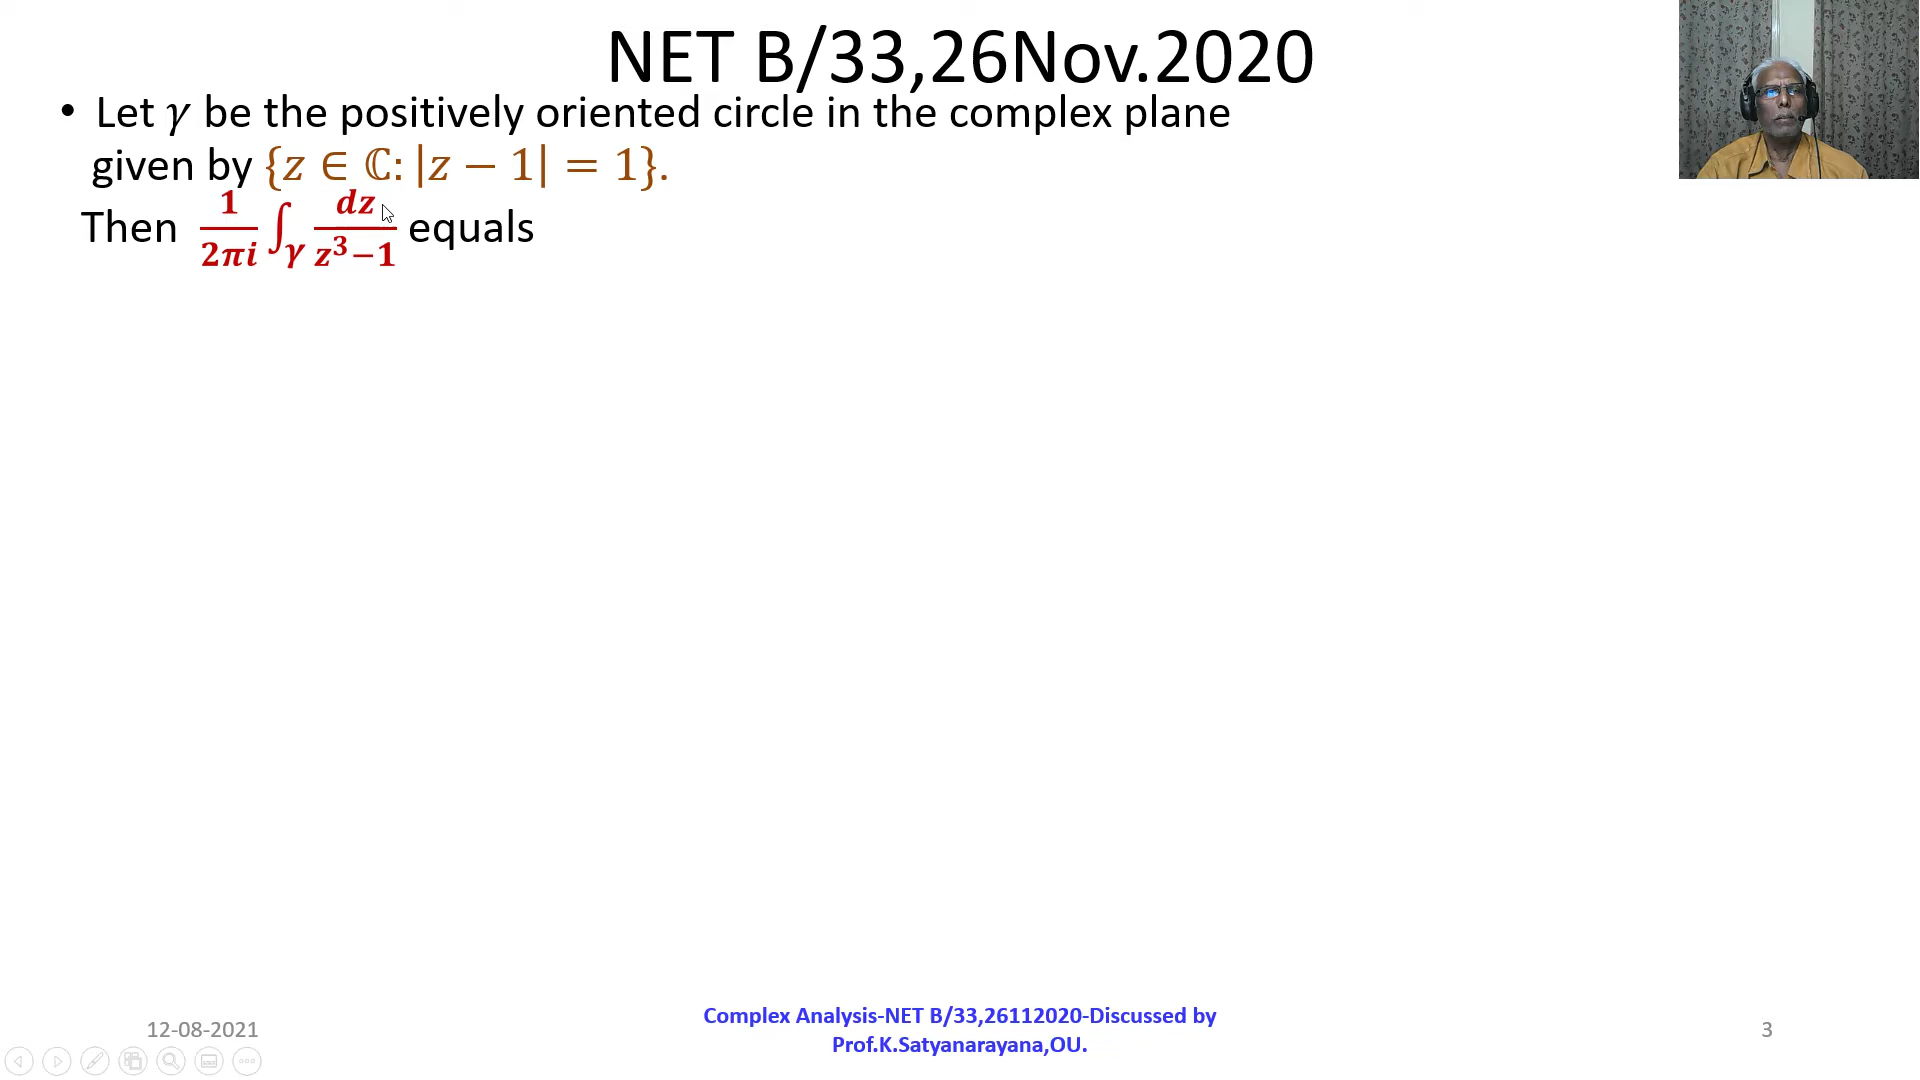 NET B/33,26Nov.2020
• Let γ be the positively oriented circle in the complex plane
given by {z ∈ ℂ: |z − 1| = 1}.
Then 1/2πi ∫γ dz/z³−1 equals
12-08-2021
Complex Analysis-NET B/33,26112020-Discussed by
Prof.K.Satyanarayana,OU.
3